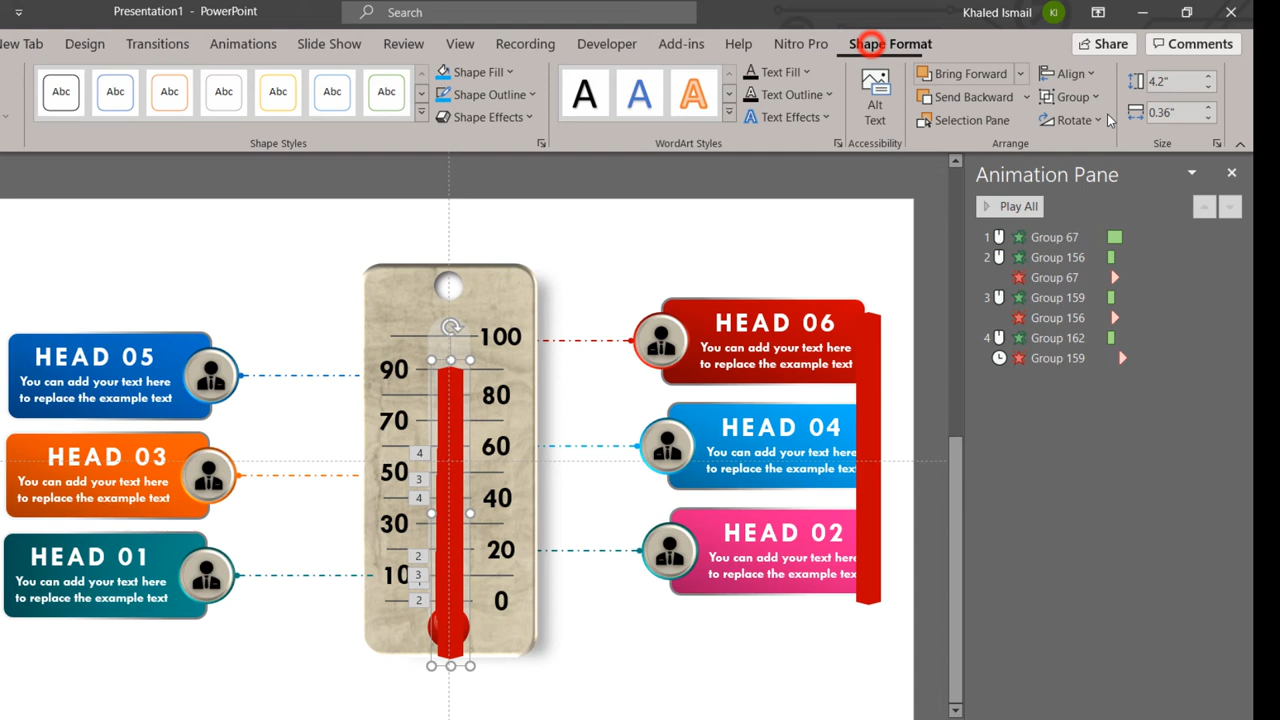 Presentation1 - PowerPoint
Search
Khaled Ismail
KI
New Tab
Design
Transitions
Animations
Slide Show
Review
View
Recording
Developer
Add-ins
Help
Nitro Pro
Shape Format
Share
Comments
Abc
Abc
Abc
Abc
Abc
Abc
Abc
Shape Fill
Shape Outline
Shape Effects
Shape Styles
A
A
A
Text Fill
Text Outline
Text Effects
WordArt Styles
Alt
Text
Accessibility
Bring Forward
Send Backward
Selection Pane
Align
Group
Rotate
Arrange
4.2"
0.36"
Size
Animation Pane
Play All
1 Group 67
2 Group 156
Group 67
3 Group 159
Group 156
4 Group 162
Group 159
HEAD 05
You can add your text here
to replace the example text
HEAD 03
You can add your text here
to replace the example text
HEAD 01
You can add your text here
to replace the example text
100
90
80
70
60
50
40
30
20
10
0
4
3
4
2
3
2
HEAD 06
You can add your text here
to replace the example text
HEAD 04
You can add your text here
to replace the example text
HEAD 02
You can add your text here
to replace the example text